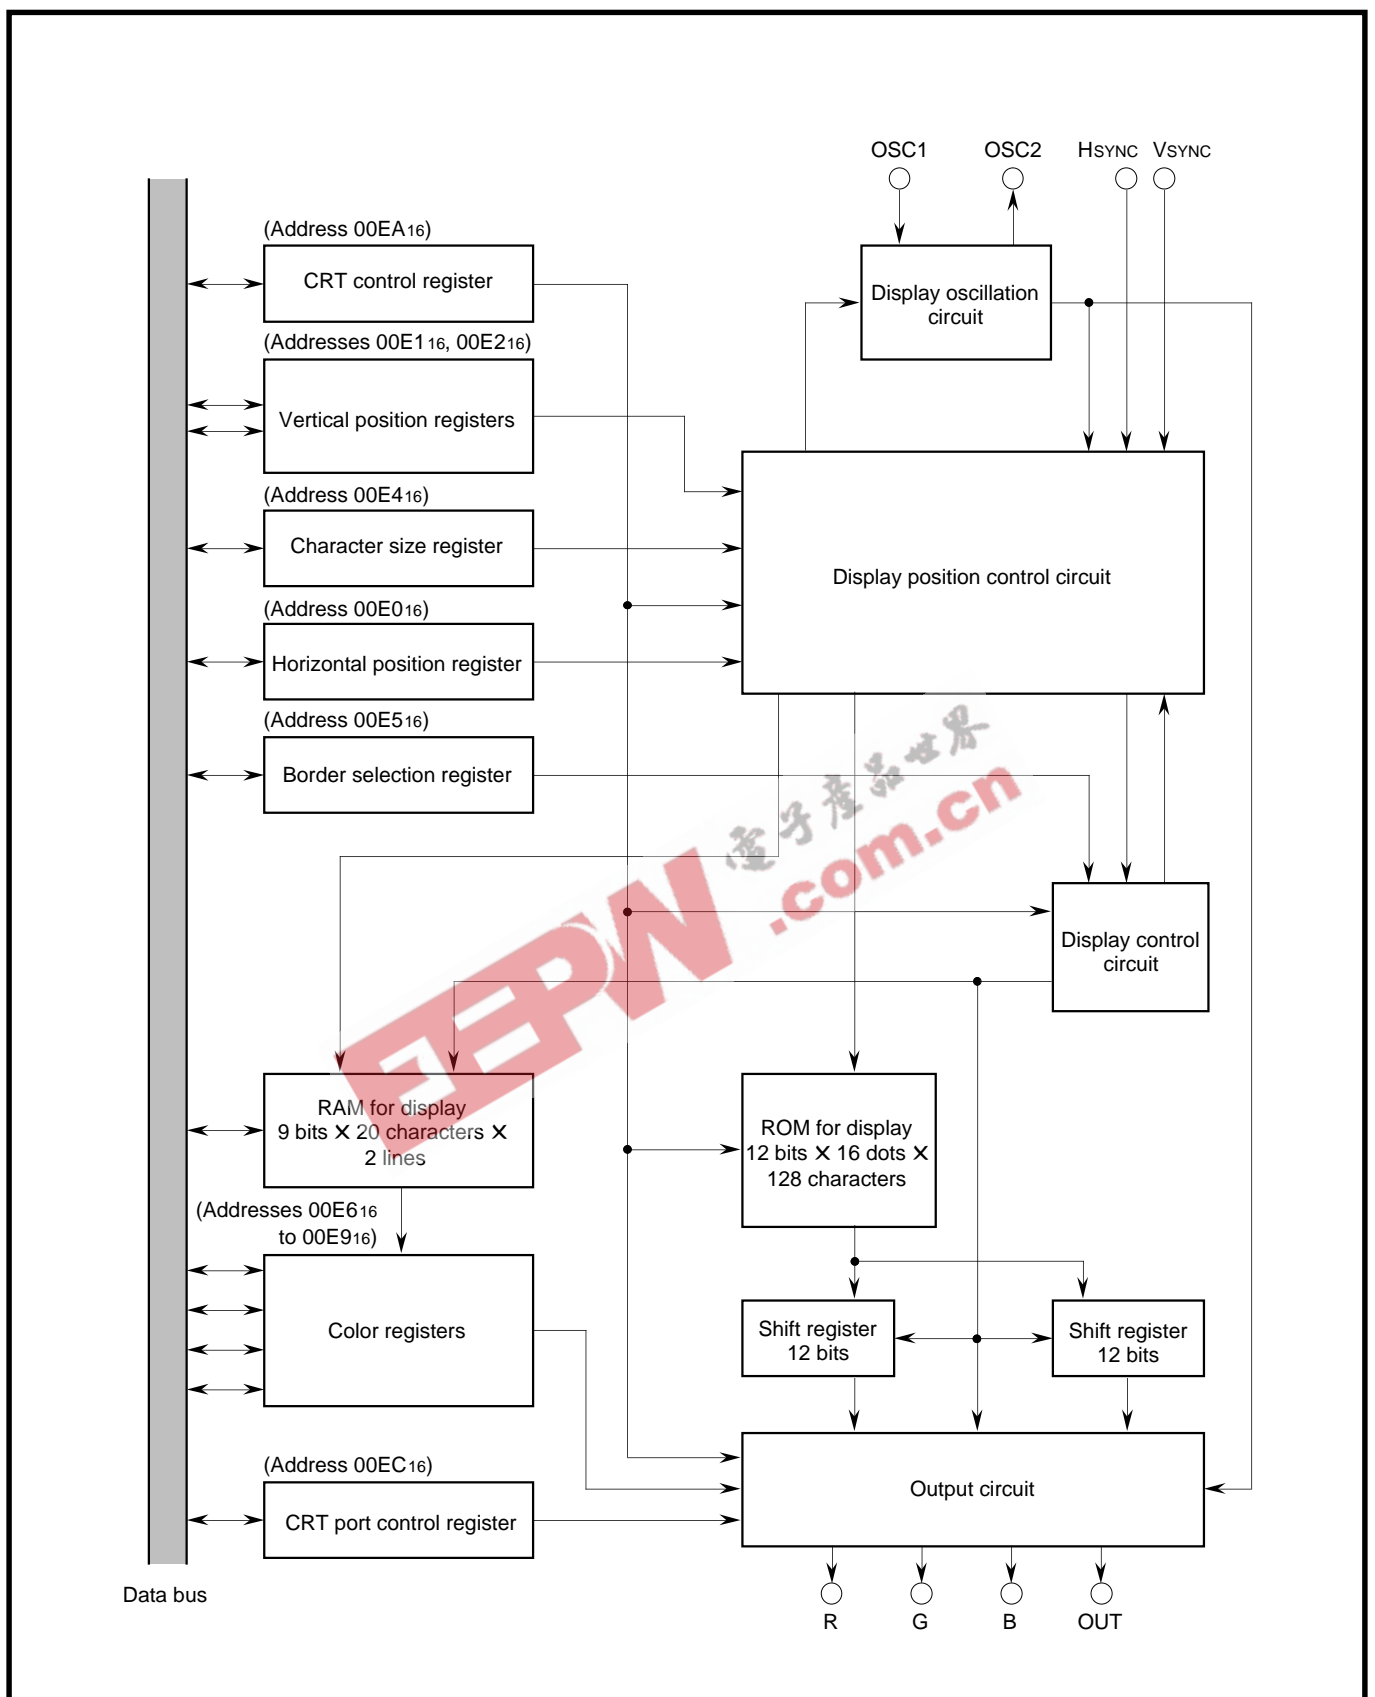 OSC1
OSC2
HSYNC
VSYNC
(Address 00EA16)
CRT control register
Display oscillation
circuit
(Addresses 00E116, 00E216)
Vertical position registers
(Address 00E416)
Character size register
Display position control circuit
(Address 00E016)
Horizontal position register
(Address 00E516)
Border selection register
電子產品世界
EEPW
.com.cn
Display control
circuit
RAM for display
9 bits × 20 characters ×
2 lines
ROM for display
12 bits × 16 dots ×
128 characters
(Addresses 00E616
to 00E916)
Color registers
Shift register
12 bits
Shift register
12 bits
(Address 00EC16)
CRT port control register
Output circuit
Data bus
R
G
B
OUT